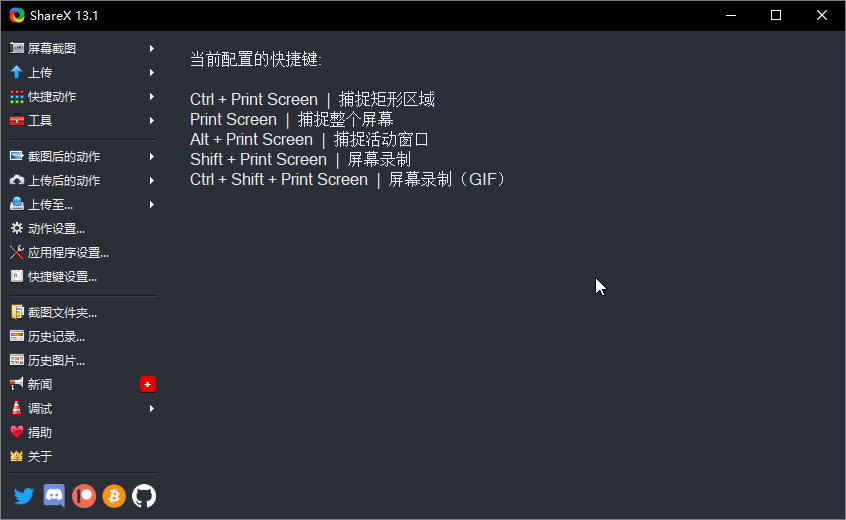 ShareX 13.1
屏幕截图
上传
快捷动作
工具
截图后的动作
上传后的动作
上传至...
动作设置...
应用程序设置...
快捷键设置...
截图文件夹...
历史记录...
历史图片...
新闻
+
调试
捐助
关于
当前配置的快捷键:
Ctrl + Print Screen | 捕捉矩形区域
Print Screen | 捕捉整个屏幕
Alt + Print Screen | 捕捉活动窗口
Shift + Print Screen | 屏幕录制
Ctrl + Shift + Print Screen | 屏幕录制（GIF）